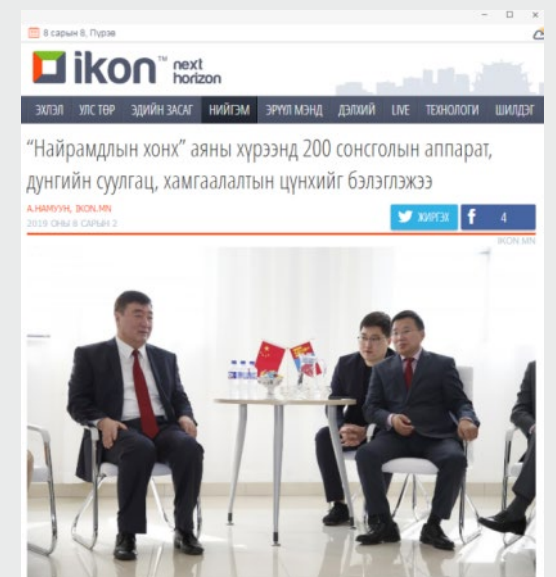 8 сарын 8, Пүрэв
ikon™ next horizon
ЭХЛЭЛ УЛС ТӨР ЭДИЙН ЗАСАГ НИЙГЭМ ЭРҮҮЛ МЭНД ДЭЛХИЙ LIVE ТЕХНОЛОГИ ШИЛДЭГ
“Найрамдлын хонх” аяны хүрээнд 200 сонсголын аппарат,
дунгийн суулгац, хамгаалалтын цүнхийг бэлэглэжээ
А.НАМУУН, IKON.MN
2019 ОНЫ 8 САРЫН 2
ЖИРГЭХ f 4
IKON.MN